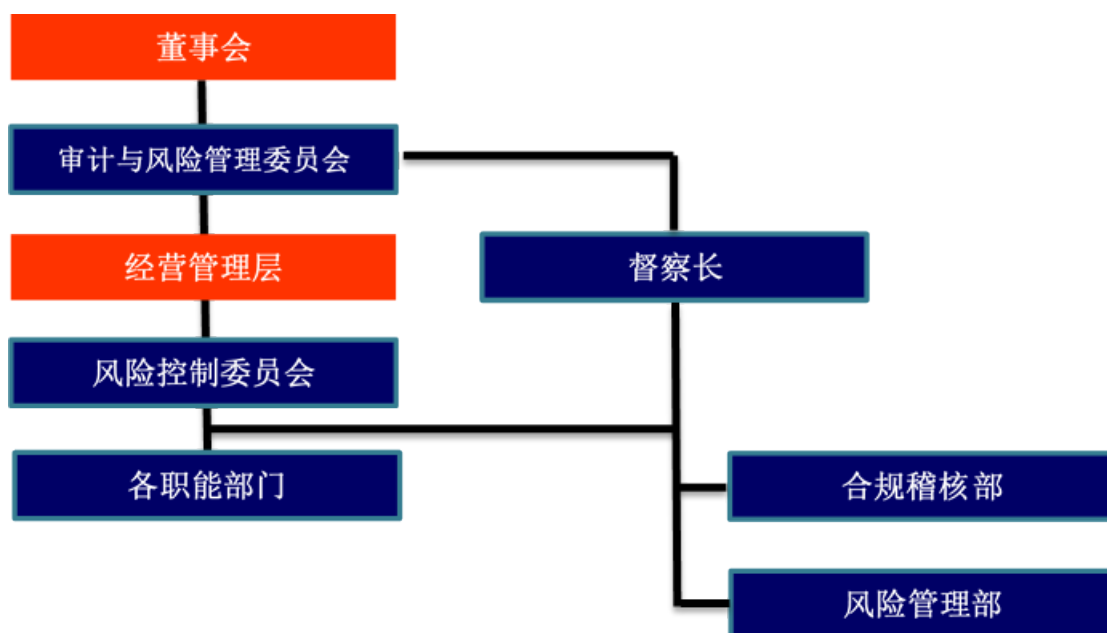 董事会
审计与风险管理委员会
经营管理层
督察长
风险控制委员会
各职能部门
合规稽核部
风险管理部